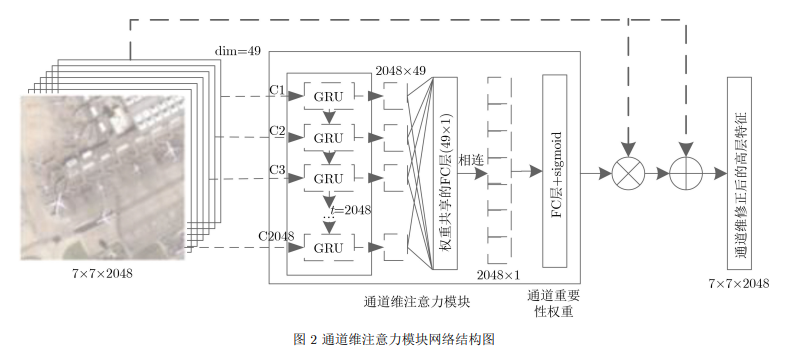 dim=49
C1
C2
C3
C2048
GRU
GRU
GRU
t=2048
...
GRU
2048×49
权重共享的FC层(49×1)
相连
2048×1
FC层+sigmoid
通道维修正后的高层特征
7×7×2048
7×7×2048
通道维注意力模块
通道重要
性权重
图 2 通道维注意力模块网络结构图